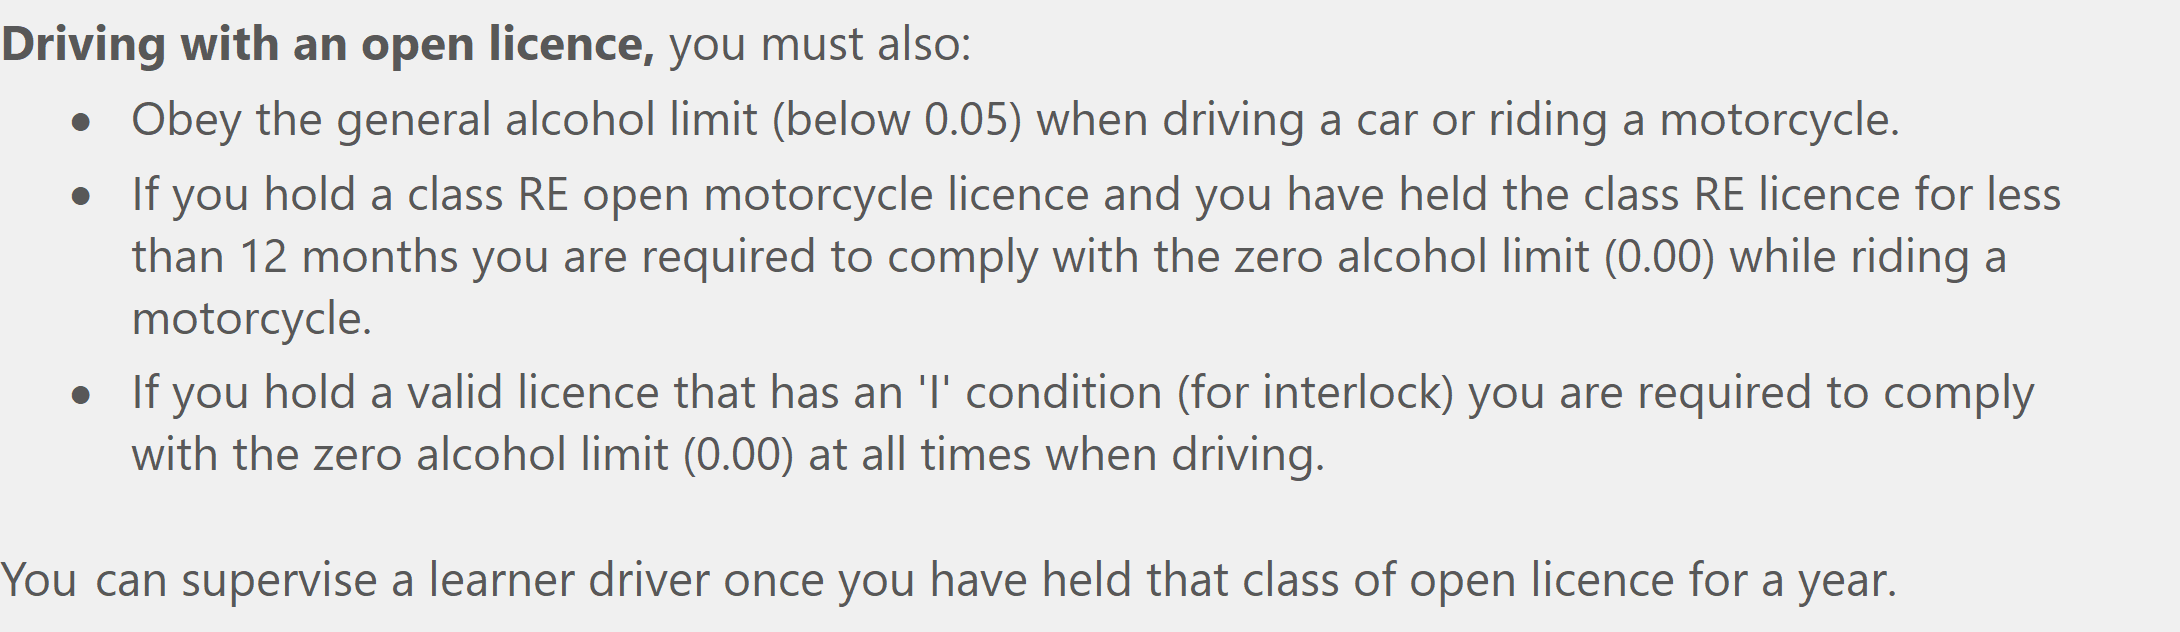 Driving with an open licence, you must also:
● Obey the general alcohol limit (below 0.05) when driving a car or riding a motorcycle.
● If you hold a class RE open motorcycle licence and you have held the class RE licence for less
than 12 months you are required to comply with the zero alcohol limit (0.00) while riding a
motorcycle.
● If you hold a valid licence that has an 'I' condition (for interlock) you are required to comply
with the zero alcohol limit (0.00) at all times when driving.
You can supervise a learner driver once you have held that class of open licence for a year.